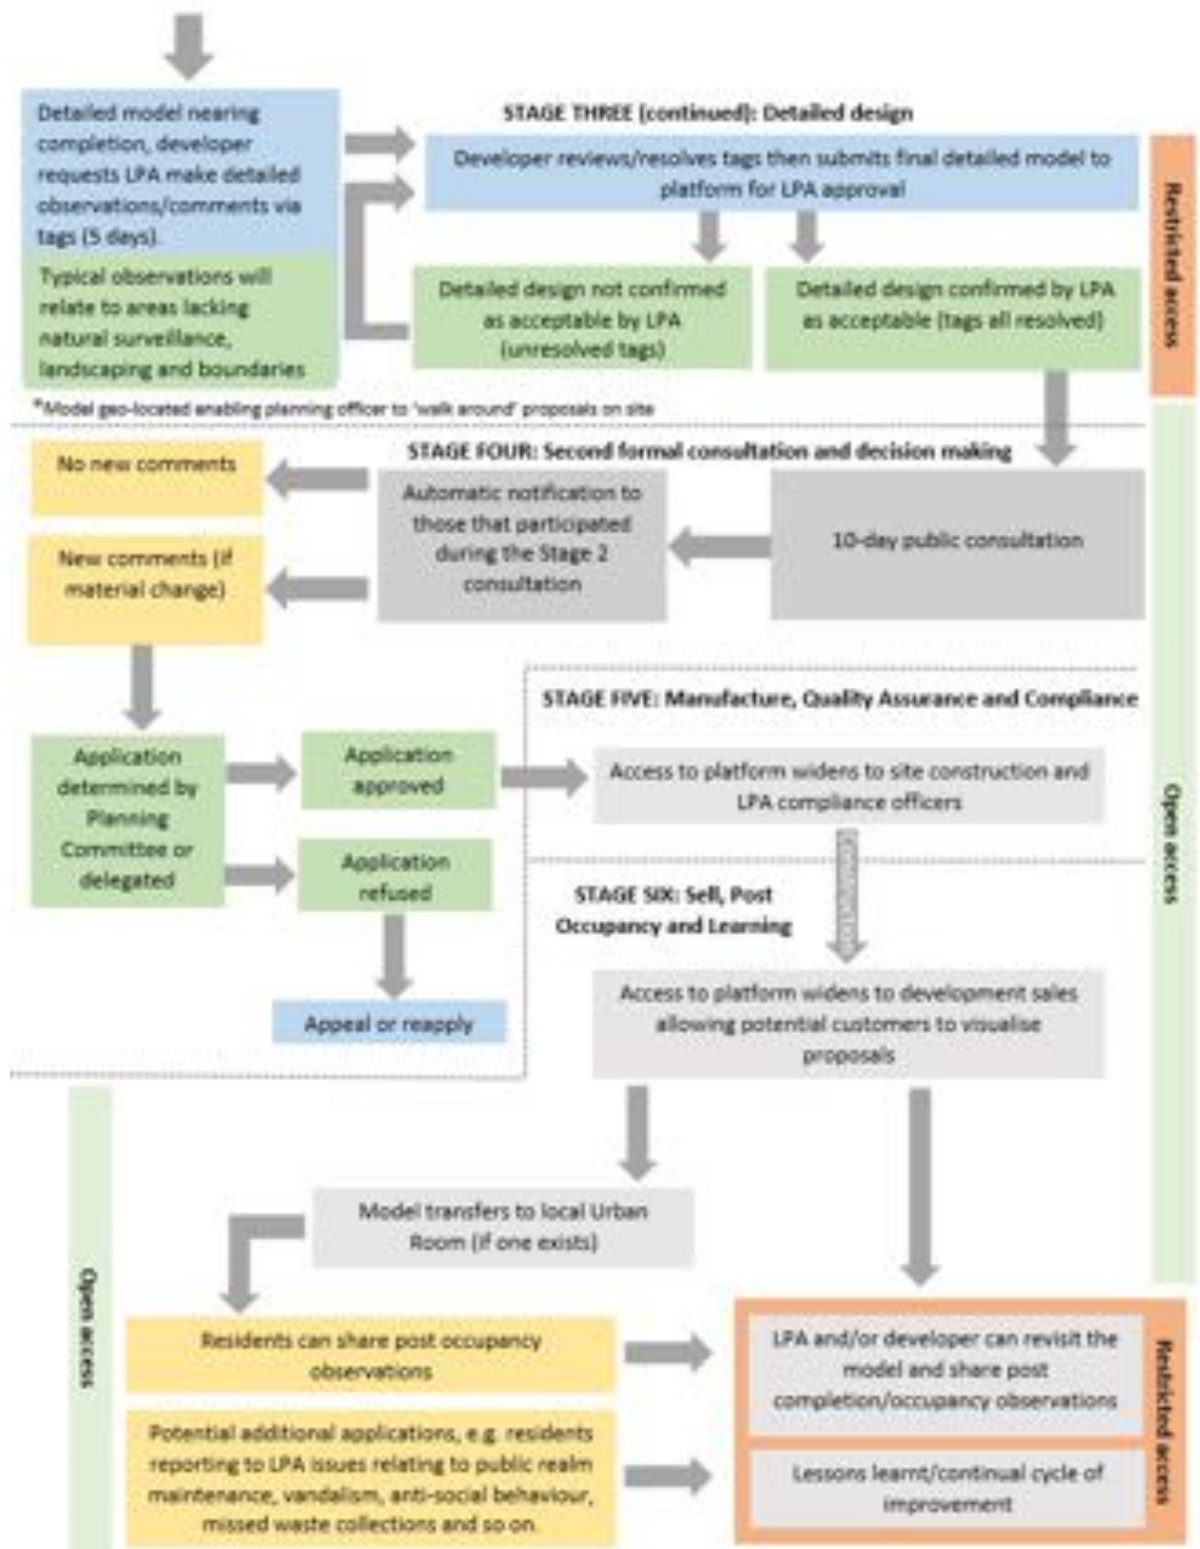 Detailed model nearing
completion, developer
requests LPA make detailed
observations/comments via
tags (5 days).
Typical observations will
relate to areas lacking
natural surveillance,
landscaping and boundaries
STAGE THREE (continued): Detailed design
Developer reviews/resolves tags then submits final detailed model to
platform for LPA approval
Detailed design not confirmed
as acceptable by LPA
(unresolved tags)
Detailed design confirmed by LPA
as acceptable (tags all resolved)
Restricted access
*Model geo-located enabling planning officer to 'walk around' proposals on site
STAGE FOUR: Second formal consultation and decision making
No new comments
New comments (if
material change)
Automatic notification to
those that participated
during the Stage 2
consultation
10-day public consultation
STAGE FIVE: Manufacture, Quality Assurance and Compliance
Application
determined by
Planning
Committee or
delegated
Application
approved
Application
refused
Appeal or reapply
Access to platform widens to site construction and
LPA compliance officers
Open access
STAGE SIX: Sell, Post
Occupancy and Learning
Access to platform widens to development sales
allowing potential customers to visualise
proposals
Model transfers to local Urban
Room (if one exists)
Open access
Residents can share post occupancy
observations
Potential additional applications, e.g. residents
reporting to LPA issues relating to public realm
maintenance, vandalism, anti-social behaviour,
missed waste collections and so on.
LPA and/or developer can revisit the
model and share post
completion/occupancy observations
Lessons learnt/continual cycle of
improvement
Restricted access